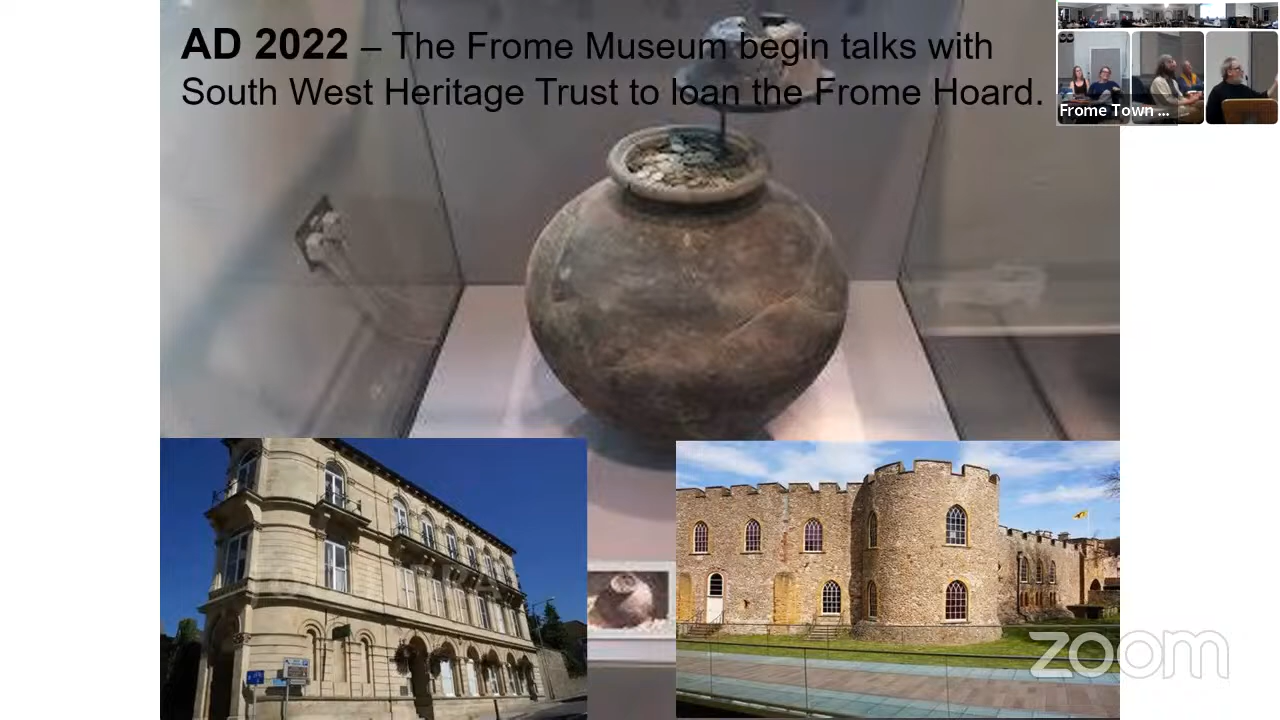 AD 2022 – The Frome Museum begin talks with
South West Heritage Trust to loan the Frome Hoard.
Frome Town ...
zoom